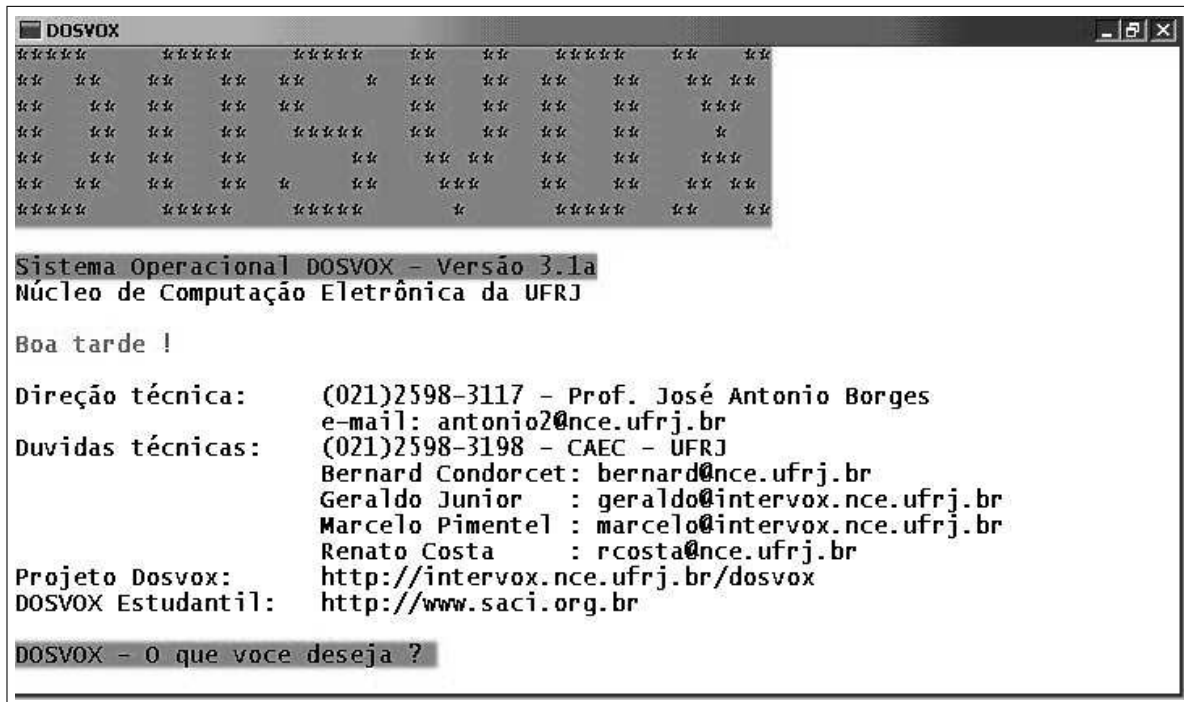 DOSVOX
DOSVOX
Sistema Operacional DOSVOX - Versão 3.1a
Núcleo de Computação Eletrônica da UFRJ
Boa tarde !
Direção técnica: (021)2598-3117 - Prof. José Antonio Borges
e-mail: antonio2@nce.ufrj.br
Duvidas técnicas: (021)2598-3198 - CAEC - UFRJ
Bernard Condorcet: bernard@nce.ufrj.br
Geraldo Junior : geraldo@intervox.nce.ufrj.br
Marcelo Pimentel : marcelo@intervox.nce.ufrj.br
Renato Costa : rcosta@nce.ufrj.br
Projeto Dosvox: http://intervox.nce.ufrj.br/dosvox
DOSVOX Estudantil: http://www.saci.org.br
DOSVOX - O que voce deseja ?